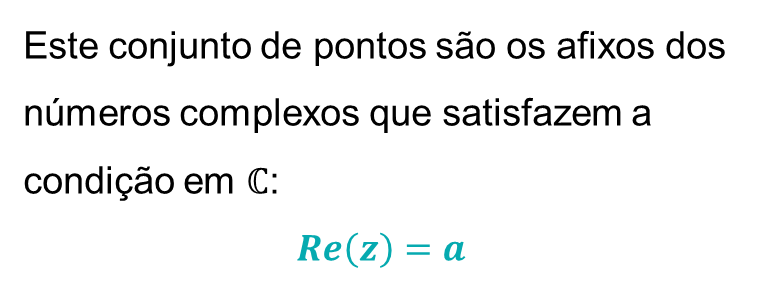 Este conjunto de pontos são os afixos dos
números complexos que satisfazem a
condição em ℂ:
Re(z) = a